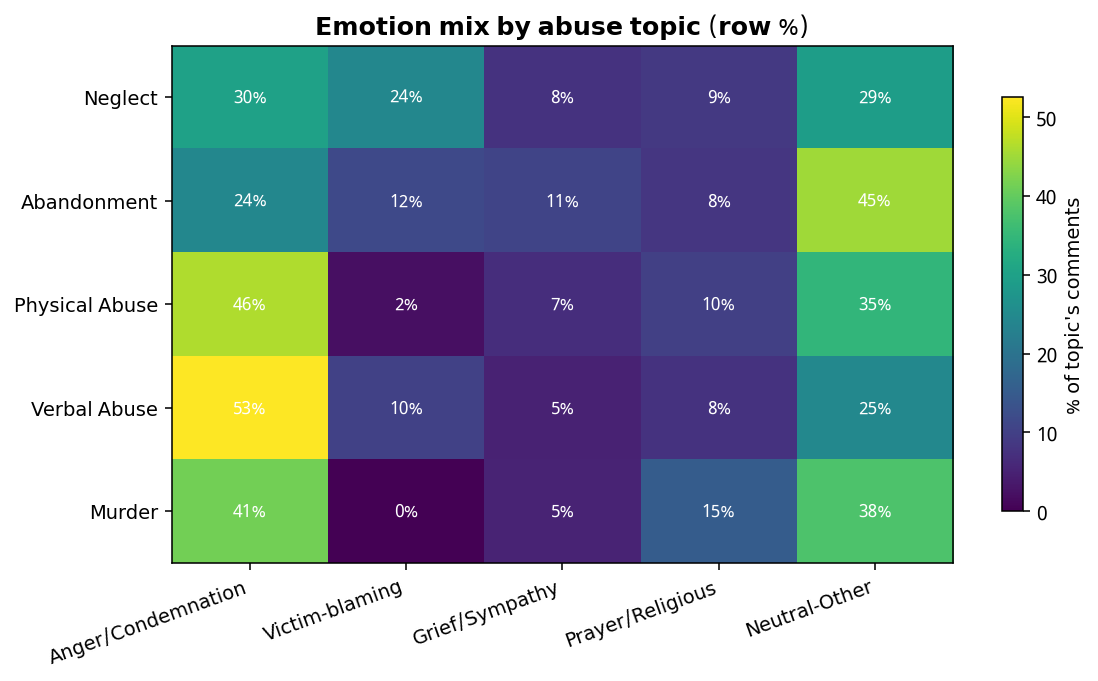 Emotion mix by abuse topic (row %)
Neglect 30% 24% 8% 9% 29%
Abandonment 24% 12% 11% 8% 45%
Physical Abuse 46% 2% 7% 10% 35%
Verbal Abuse 53% 10% 5% 8% 25%
Murder 41% 0% 5% 15% 38%
Anger/Condemnation
Victim-blaming
Grief/Sympathy
Prayer/Religious
Neutral-Other
50
40
30
20
10
0
% of topic's comments